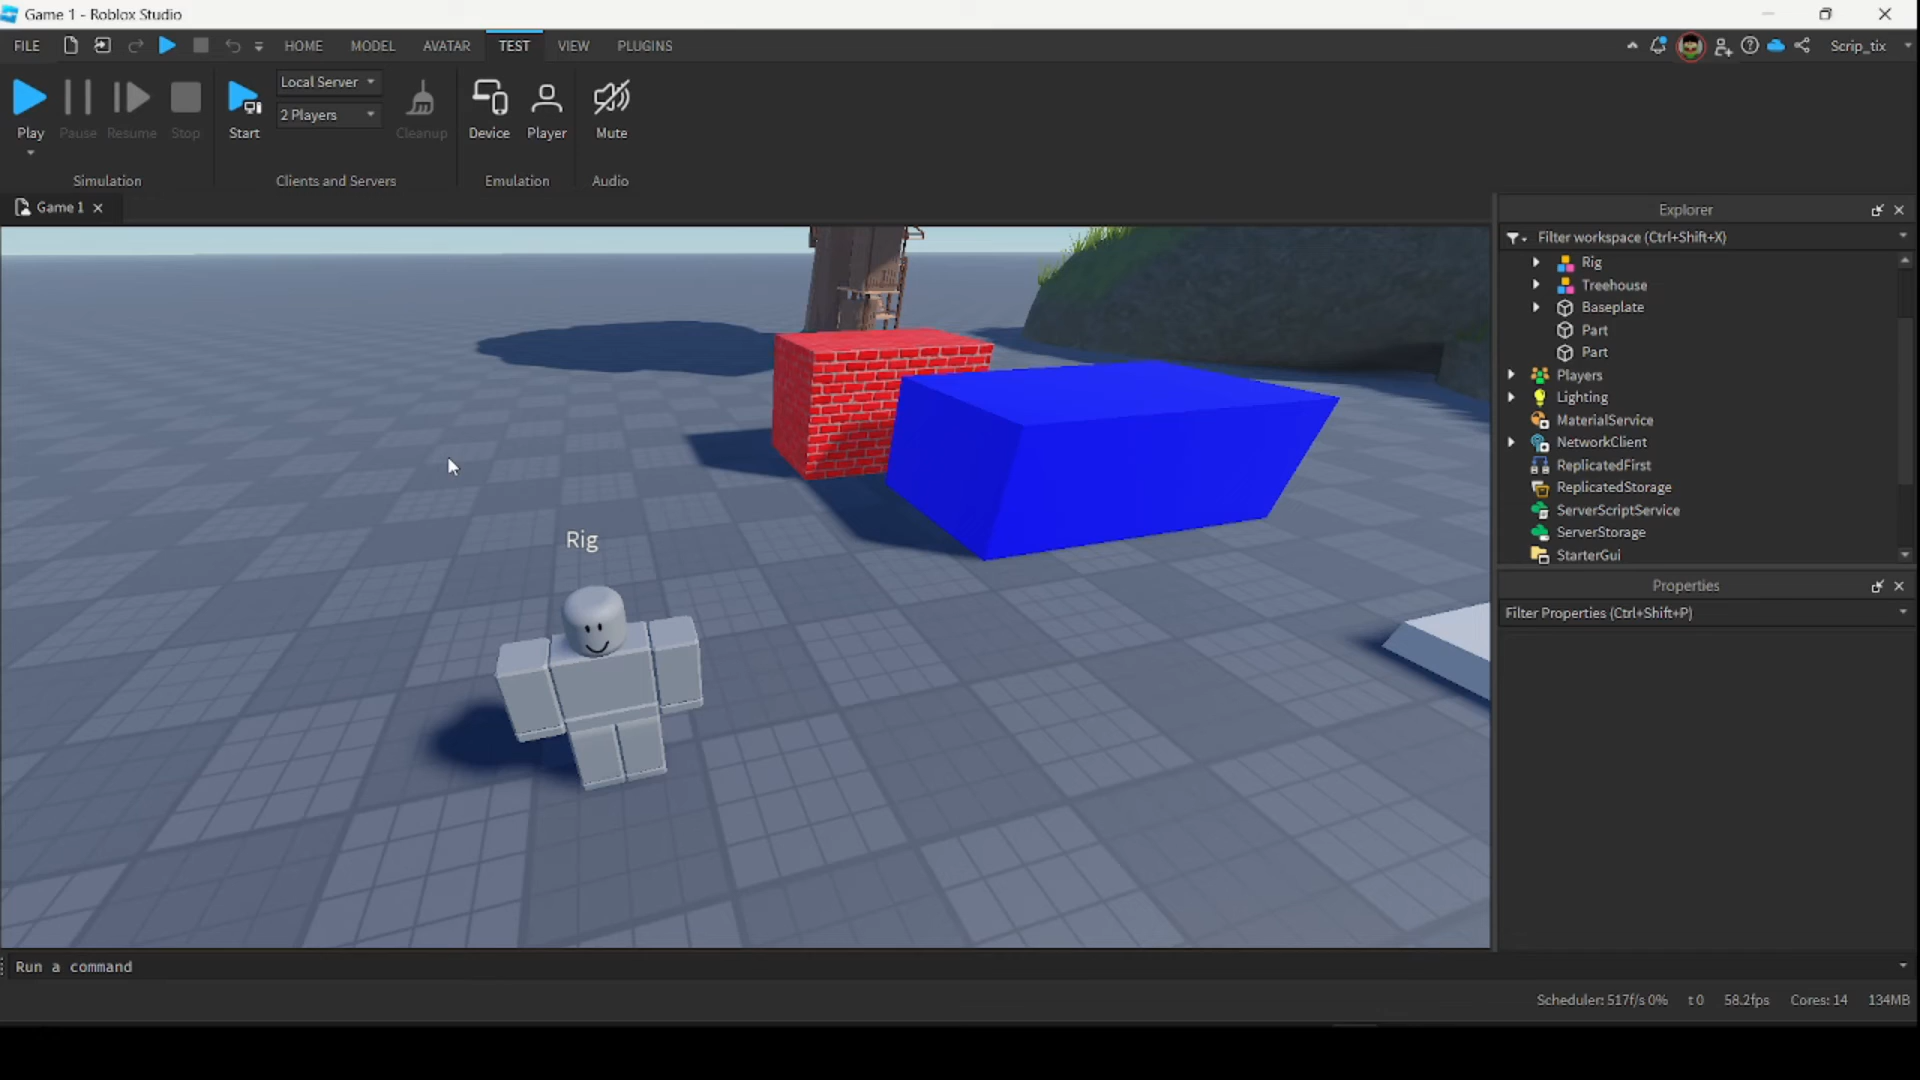 Game 1 - Roblox Studio
FILE HOME MODEL AVATAR TEST VIEW PLUGINS Scrip_tix
Play Pause Resume Stop Start Local Server 2 Players Cleanup Device Player Mute
Simulation Clients and Servers Emulation Audio
Game 1
Explorer
Filter workspace (Ctrl+Shift+X)
Rig
Treehouse
Baseplate
Part
Part
Players
Lighting
MaterialService
NetworkClient
ReplicatedFirst
ReplicatedStorage
ServerScriptService
ServerStorage
StarterGui
Properties
Filter Properties (Ctrl+Shift+P)
Rig
Run a command
Scheduler: 517f/s 0% t 0 58.2fps Cores: 14 134MB